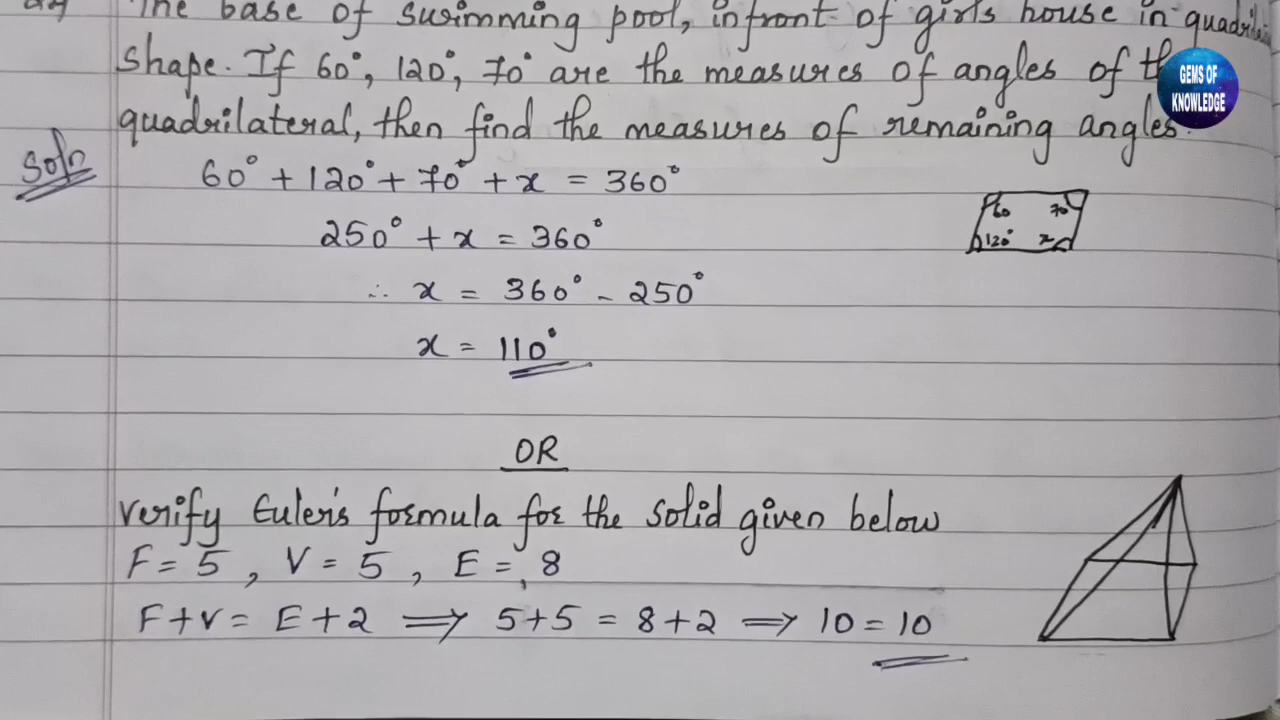 The base of swimming pool, infront of girls house in
shape. If 60°, 120°, 70° are the measures of angles of
quadrilateral, then find the measures of remaining angles.
GEMS OF
KNOWLEDGE
Soln
60° + 120° + 70° + x = 360°
250° + x = 360°
∴ x = 360° - 250°
x = 110°
60 70°
120° x
OR
Verify Euler's formula for the solid given below
F = 5, V = 5, E = 8
F+V = E+2 ⟹ 5+5 = 8+2 ⟹ 10 = 10